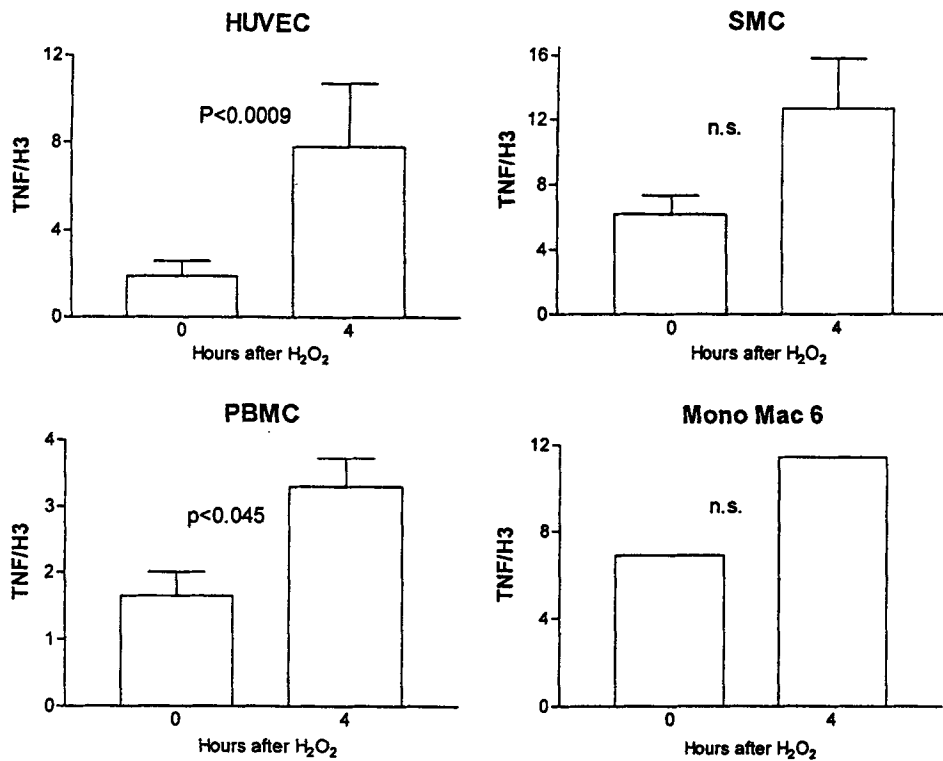 HUVEC
12
8
4
0
TNF/H3
P<0.0009
0
4
Hours after H₂O₂
SMC
16
12
8
4
0
TNF/H3
n.s.
0
4
Hours after H₂O₂
PBMC
4
3
2
1
0
TNF/H3
p<0.045
0
4
Hours after H₂O₂
Mono Mac 6
12
8
4
0
TNF/H3
n.s.
0
4
Hours after H₂O₂